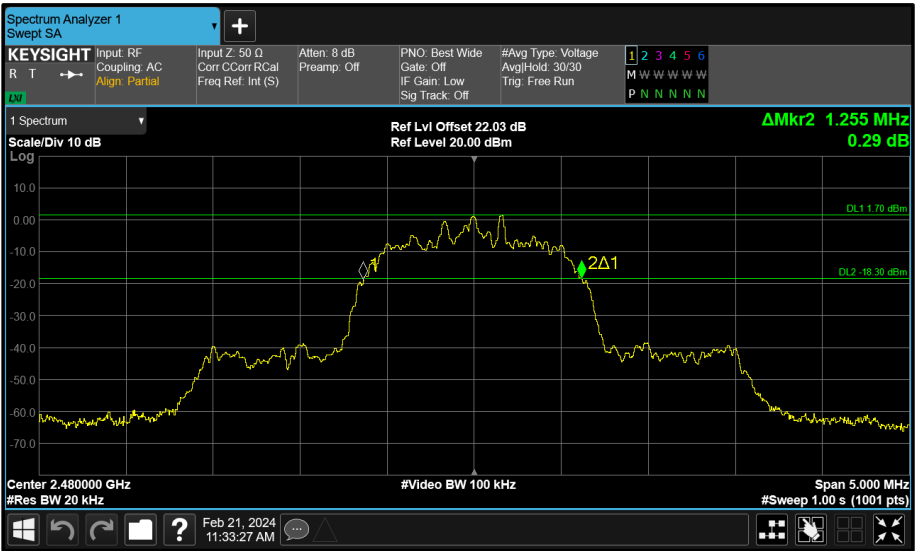 Spectrum Analyzer 1
Swept SA
+
KEYSIGHT Input: RF
R T Coupling: AC
Align: Partial
LXI
Input Z: 50 Ω
Corr CCorr RCal
Freq Ref: Int (S)
Atten: 8 dB
Preamp: Off
PNO: Best Wide
Gate: Off
IF Gain: Low
Sig Track: Off
#Avg Type: Voltage
Avg|Hold: 30/30
Trig: Free Run
1 2 3 4 5 6
M W W W W W
P N N N N N
1 Spectrum
Scale/Div 10 dB
Ref Lvl Offset 22.03 dB
Ref Level 20.00 dBm
ΔMkr2 1.255 MHz
0.29 dB
Log
10.0
0.00
-10.0
-20.0
-30.0
-40.0
-50.0
-60.0
-70.0
DL1 1.70 dBm
1
2Δ1
DL2 -18.30 dBm
Center 2.480000 GHz
#Res BW 20 kHz
#Video BW 100 kHz
Span 5.000 MHz
#Sweep 1.00 s (1001 pts)
?
Feb 21, 2024
11:33:27 AM